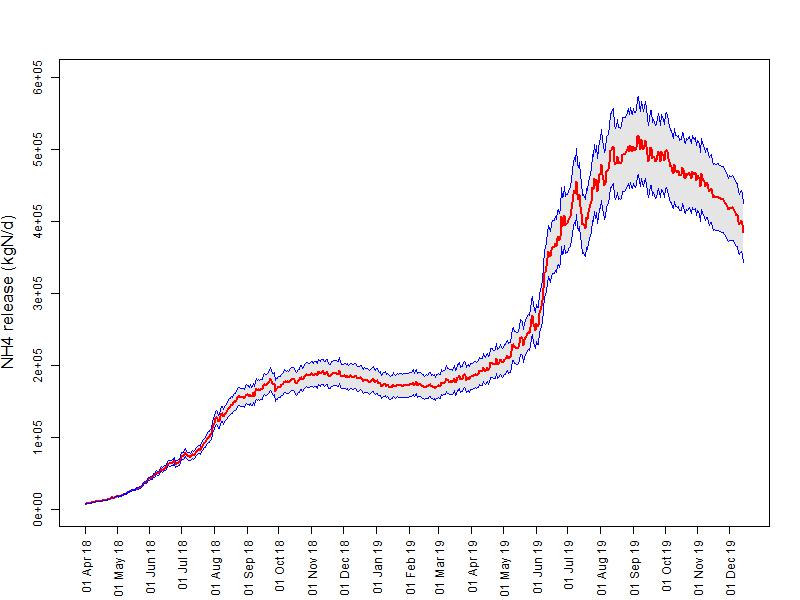 NH4 release (kgN/d)
6e+05
5e+05
4e+05
3e+05
2e+05
1e+05
0e+00
01 Apr 18
01 May 18
01 Jun 18
01 Jul 18
01 Aug 18
01 Sep 18
01 Oct 18
01 Nov 18
01 Dec 18
01 Jan 19
01 Feb 19
01 Mar 19
01 Apr 19
01 May 19
01 Jun 19
01 Jul 19
01 Aug 19
01 Sep 19
01 Oct 19
01 Nov 19
01 Dec 19